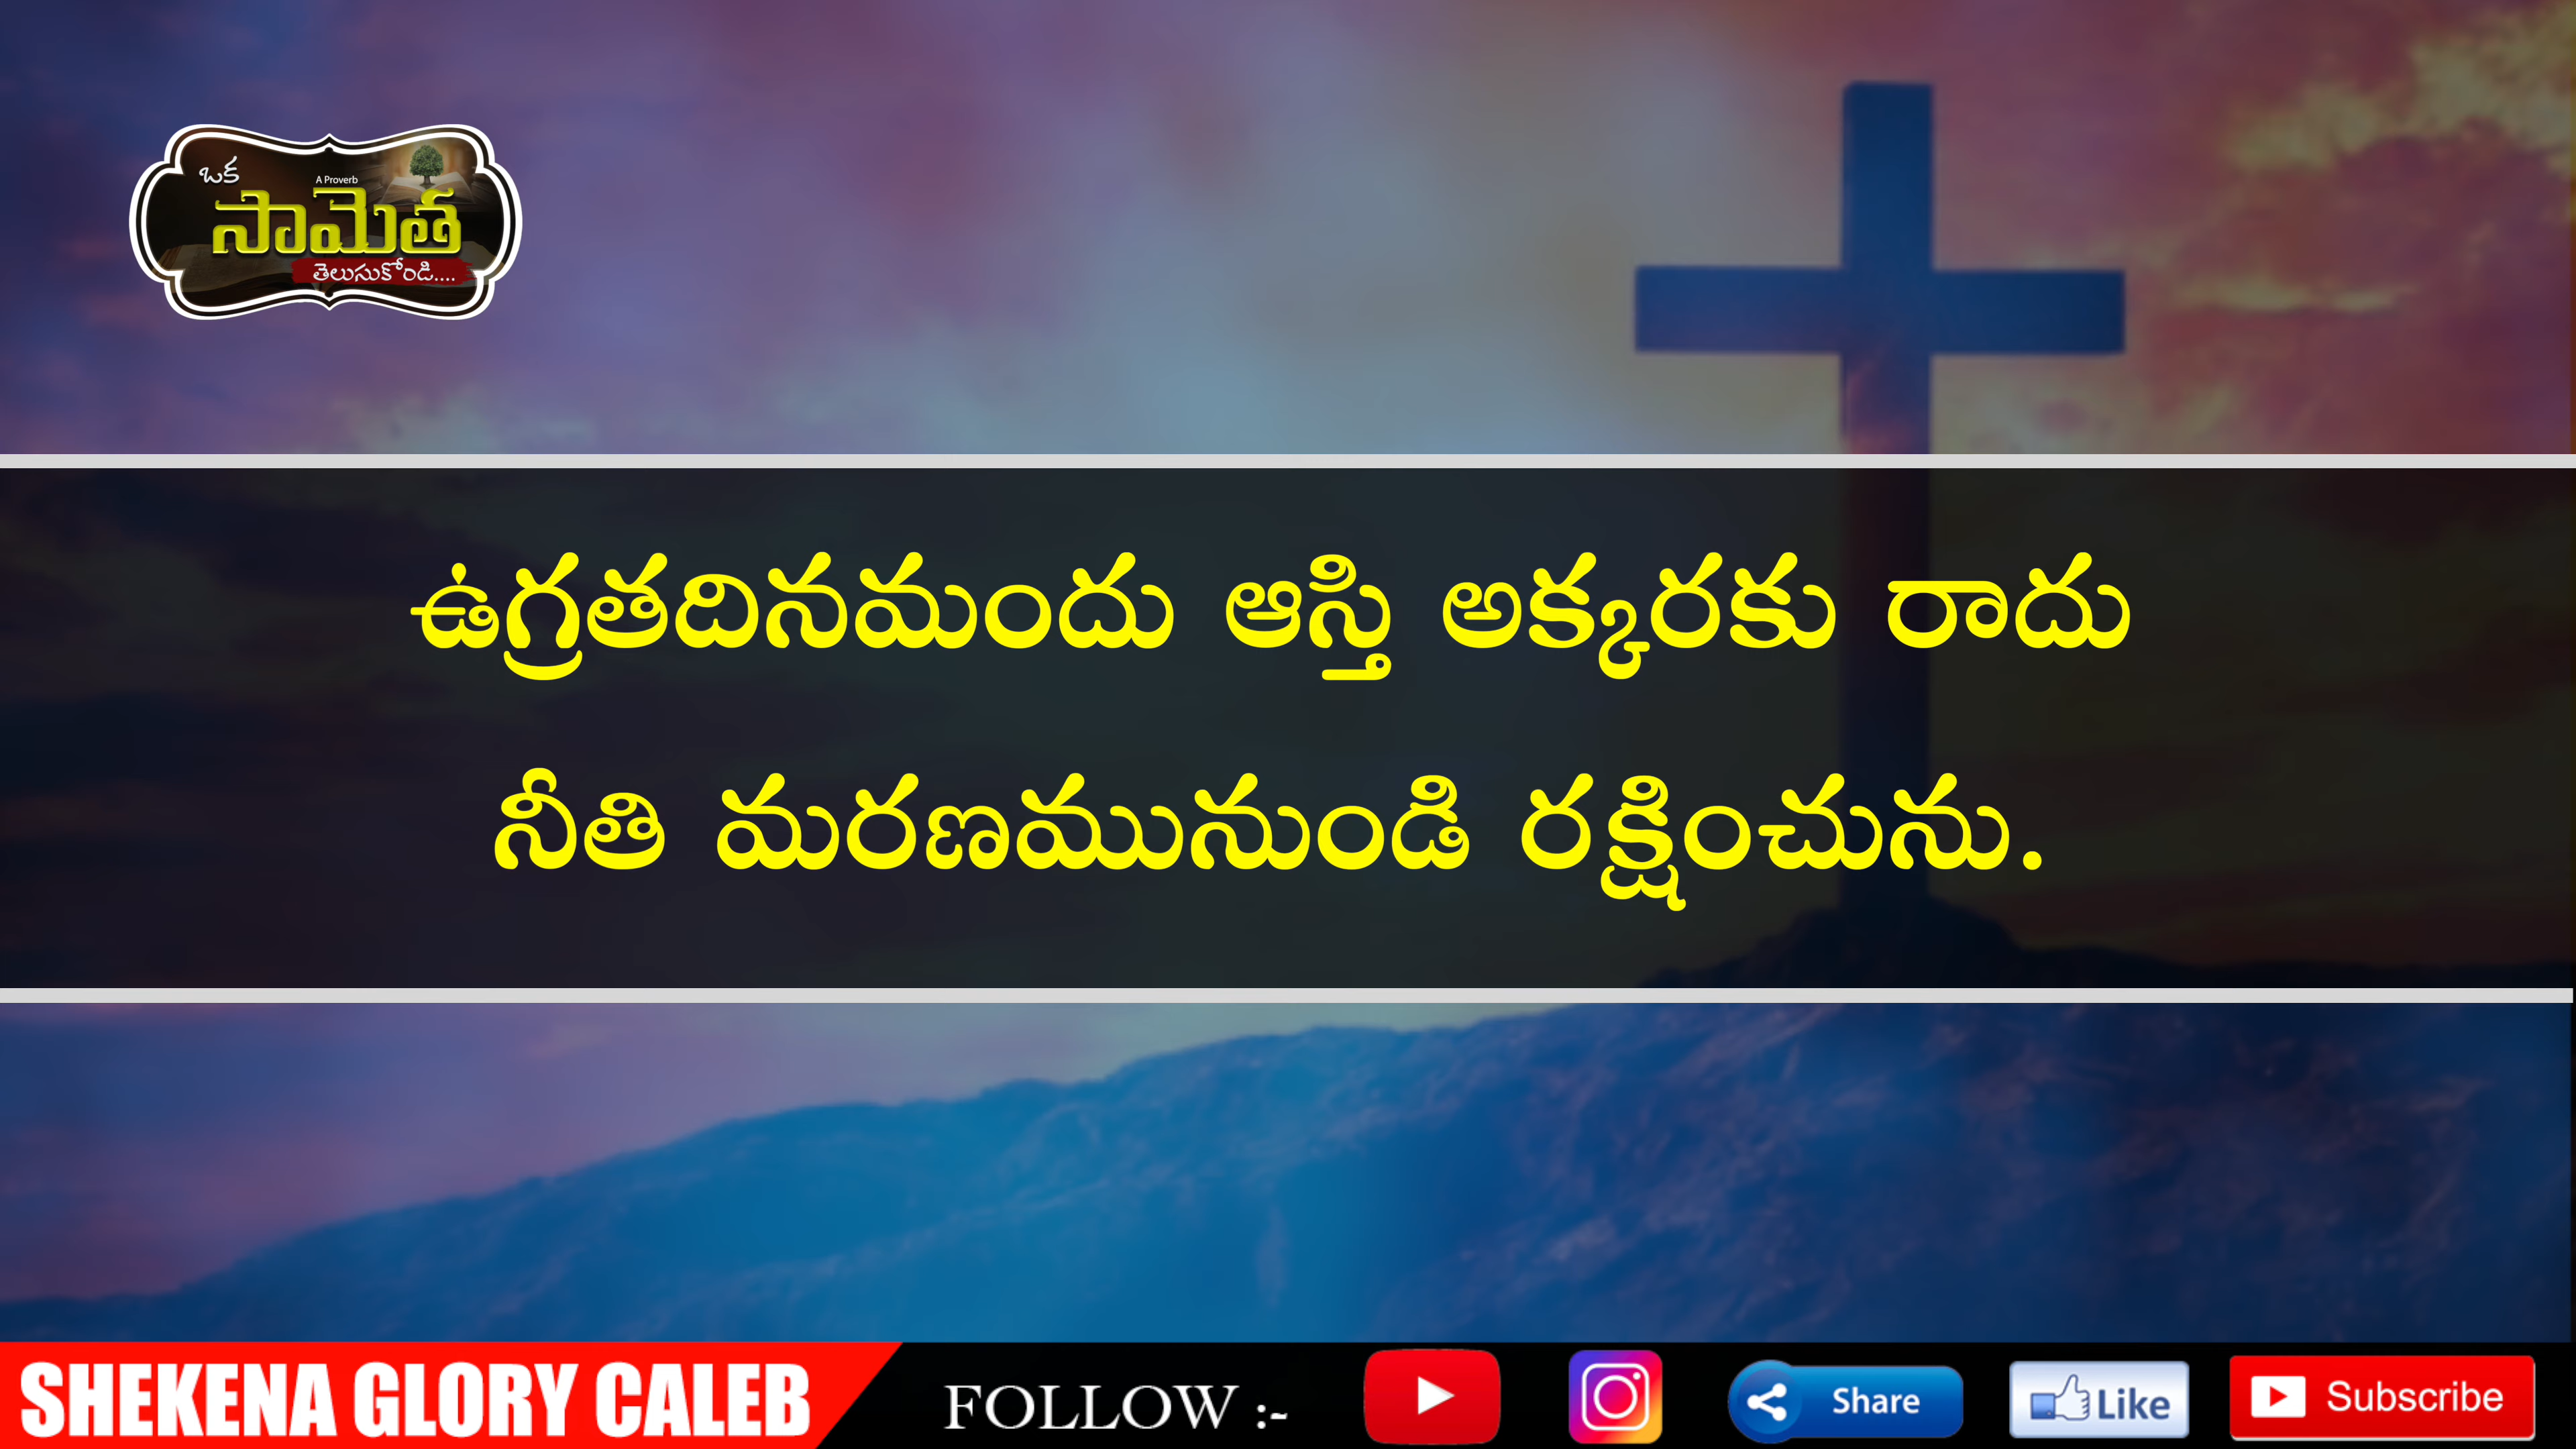 ఒక
A Proverb
సామెత
తెలుసుకోండి....
ఉగ్రతదినమందు ఆస్తి అక్కరకు రాదు
నీతి మరణమునుండి రక్షించును.
SHEKENA GLORY CALEB
FOLLOW :-
Share
Like
Subscribe